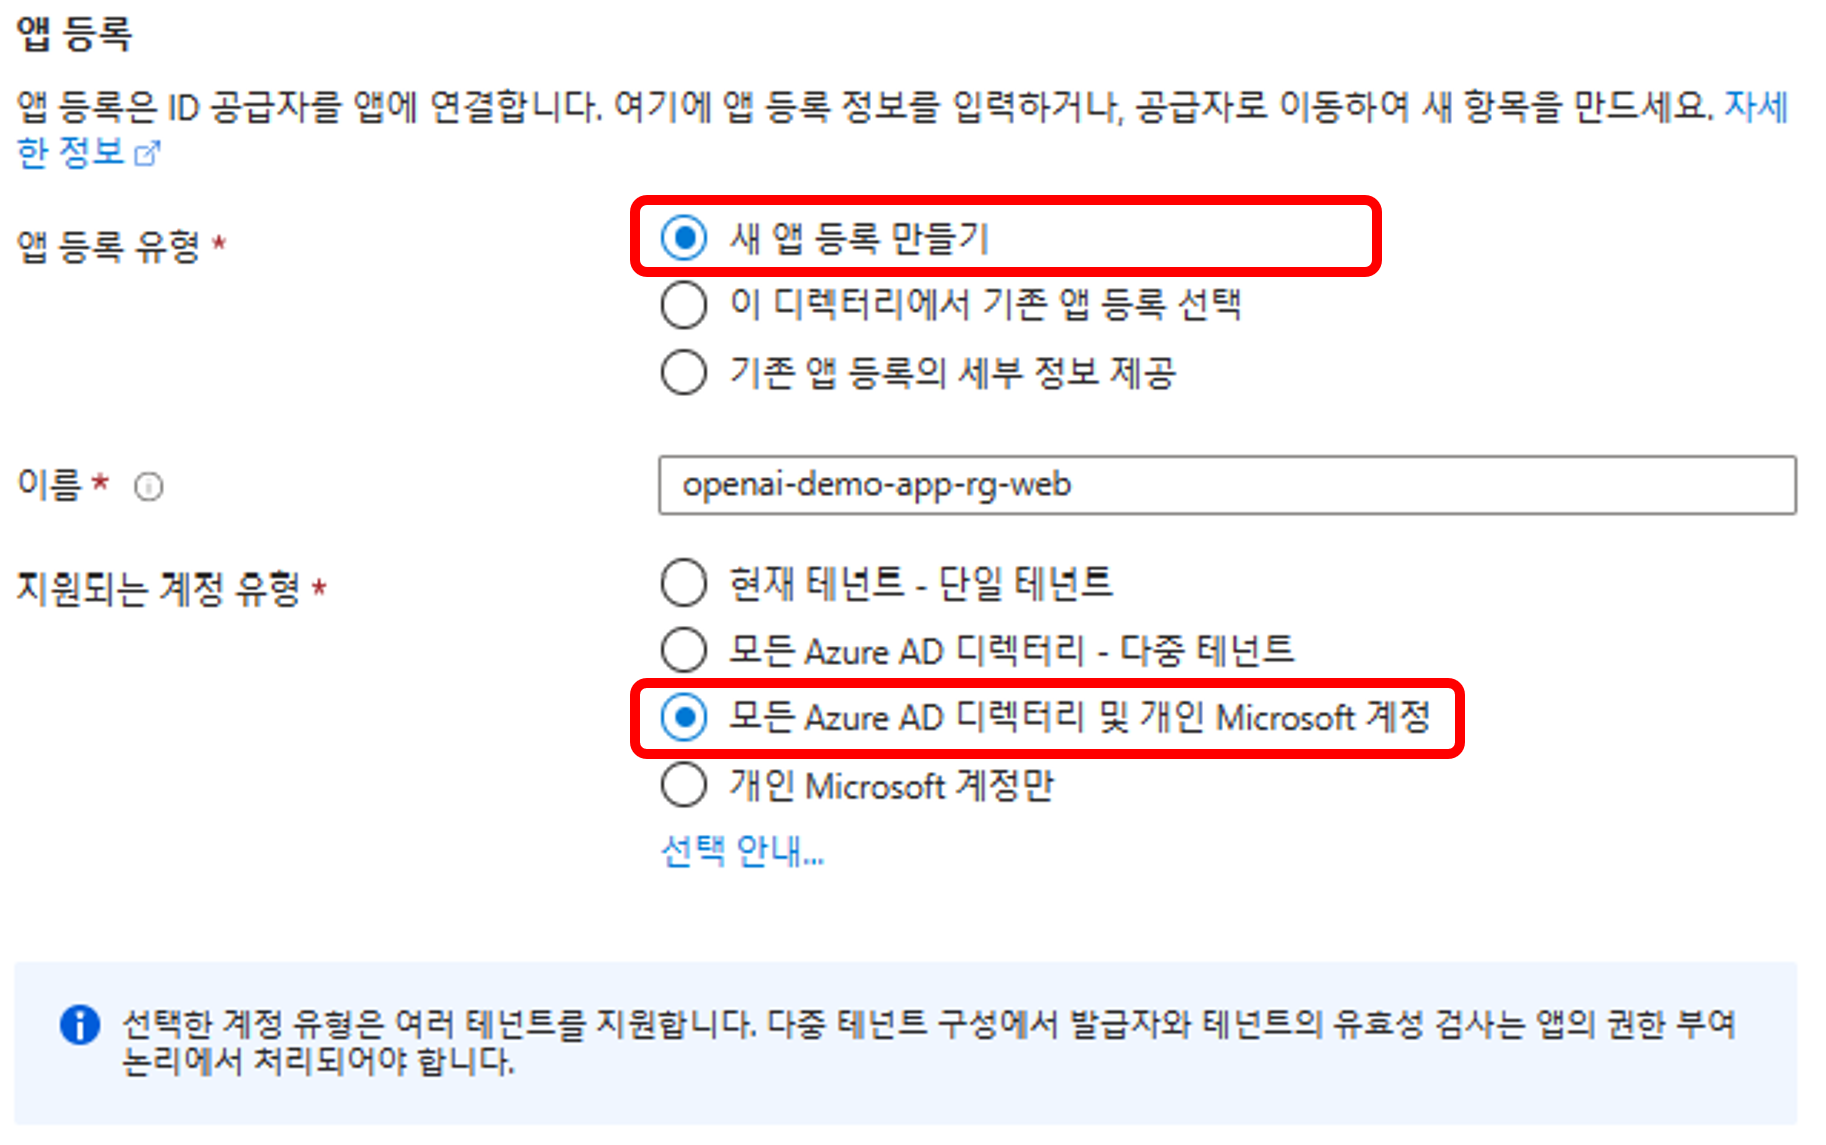 앱 등록
앱 등록은 ID 공급자를 앱에 연결합니다. 여기에 앱 등록 정보를 입력하거나, 공급자로 이동하여 새 항목을 만드세요. 자세
한 정보
앱 등록 유형 *
새 앱 등록 만들기
이 디렉터리에서 기존 앱 등록 선택
기존 앱 등록의 세부 정보 제공
이름 *
openai-demo-app-rg-web
지원되는 계정 유형 *
현재 테넌트 - 단일 테넌트
모든 Azure AD 디렉터리 - 다중 테넌트
모든 Azure AD 디렉터리 및 개인 Microsoft 계정
개인 Microsoft 계정만
선택 안내...
선택한 계정 유형은 여러 테넌트를 지원합니다. 다중 테넌트 구성에서 발급자와 테넌트의 유효성 검사는 앱의 권한 부여
논리에서 처리되어야 합니다.